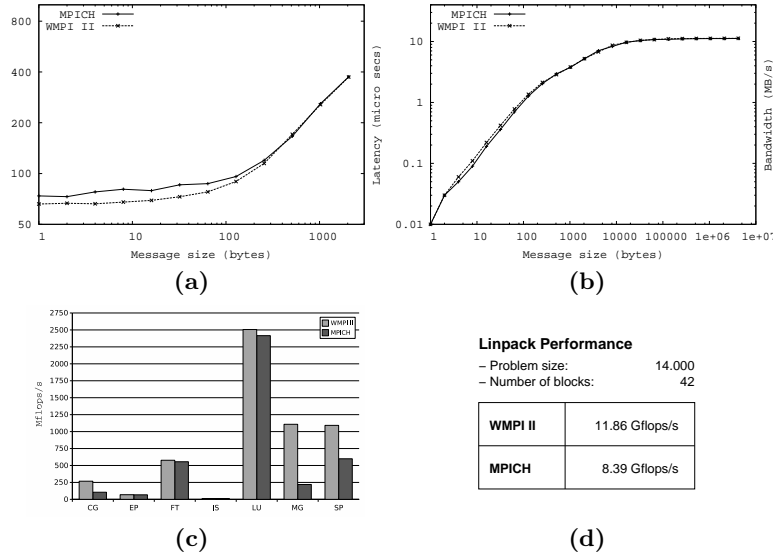 MPICH
WMPI II
800
400
200
100
50
1
10
100
1000
Message size (bytes)
Latency (micro secs)
(a)
MPICH
WMPI II
100
10
1
0.1
0.01
1
10
100
1000
10000
100000
1e+06
1e+07
Message size (bytes)
Bandwidth (MB/s)
(b)
2750
2500
2250
2000
1750
1500
1250
1000
750
500
250
0
Mflops/s
WMPI II
MPICH
CG
EP
FT
IS
LU
MG
SP
(c)
Linpack Performance
– Problem size: 14.000
– Number of blocks: 42
WMPI II 11.86 Gflops/s
MPICH 8.39 Gflops/s
(d)